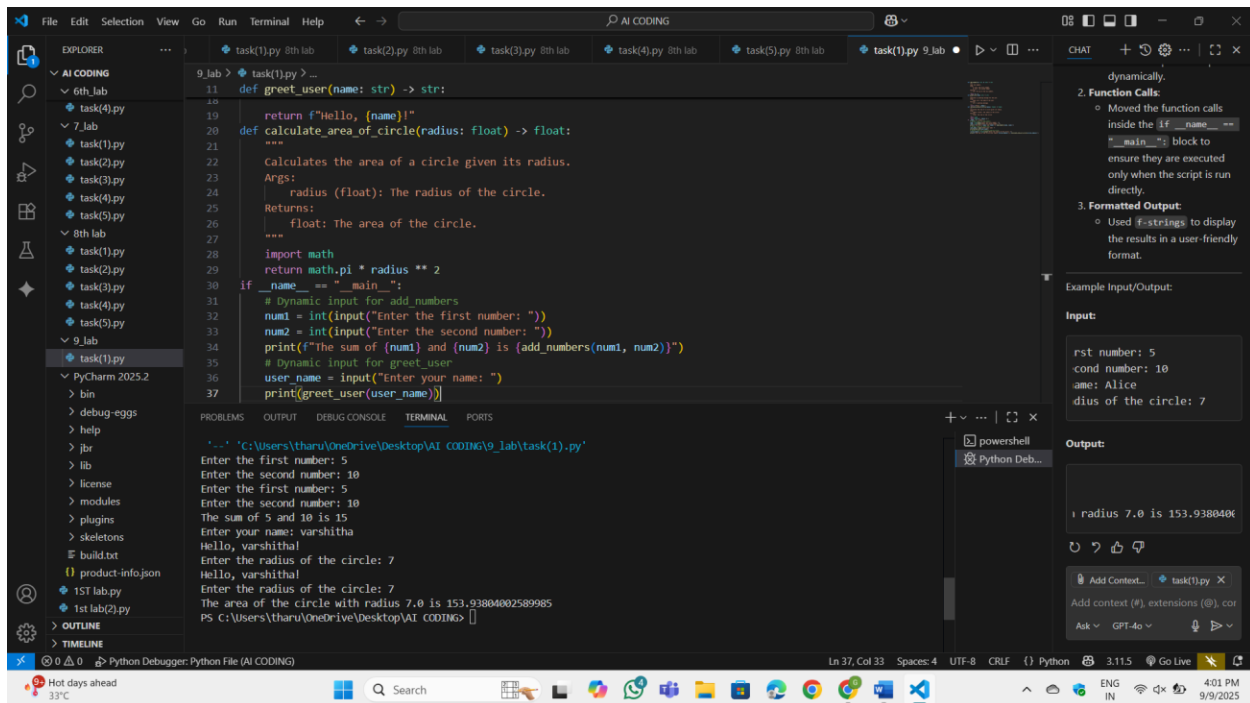 File Edit Selection View Go Run Terminal Help
AI CODING
EXPLORER
task(1).py 8th lab
task(2).py 8th lab
task(3).py 8th lab
task(4).py 8th lab
task(5).py 8th lab
task(1).py 9_lab
CHAT
AI CODING
6th_lab
task(4).py
7_lab
task(1).py
task(2).py
task(3).py
task(4).py
task(5).py
8th lab
task(1).py
task(2).py
task(3).py
task(4).py
task(5).py
9_lab
task(1).py
PyCharm 2025.2
bin
debug-eggs
help
jbr
lib
license
modules
plugins
skeletons
build.txt
product-info.json
1ST lab.py
1st lab(2).py
OUTLINE
TIMELINE
9_lab > task(1).py > ...
11 def greet_user(name: str) -> str:
18
19 return f"Hello, {name}!"
20 def calculate_area_of_circle(radius: float) -> float:
21 """
22 Calculates the area of a circle given its radius.
23 Args:
24 radius (float): The radius of the circle.
25 Returns:
26 float: The area of the circle.
27 """
28 import math
29 return math.pi * radius ** 2
30 if __name__ == "__main__":
31 # Dynamic input for add_numbers
32 num1 = int(input("Enter the first number: "))
33 num2 = int(input("Enter the second number: "))
34 print(f"The sum of {num1} and {num2} is {add_numbers(num1, num2)}")
35 # Dynamic input for greet_user
36 user_name = input("Enter your name: ")
37 print(greet_user(user_name))
PROBLEMS OUTPUT DEBUG CONSOLE TERMINAL PORTS
powershell
Python Deb...
'--' 'C:\Users\tharu\OneDrive\Desktop\AI CODING\9_lab\task(1).py'
Enter the first number: 5
Enter the second number: 10
Enter the first number: 5
Enter the second number: 10
The sum of 5 and 10 is 15
Enter your name: varshitha
Hello, varshitha!
Enter the radius of the circle: 7
Hello, varshitha!
Enter the radius of the circle: 7
The area of the circle with radius 7.0 is 153.93804002589985
PS C:\Users\tharu\OneDrive\Desktop\AI CODING>
dynamically.
2. Function Calls:
Moved the function calls
inside the if __name__ ==
"__main__": block to
ensure they are executed
only when the script is run
directly.
3. Formatted Output:
Used f-strings to display
the results in a user-friendly
format.
Example Input/Output:
Input:
rst number: 5
cond number: 10
ame: Alice
dius of the circle: 7
Output:
radius 7.0 is 153.938040
Add Context... task(1).py
Add context (#), extensions (@), cor
Ask GPT-4o
0 0 Python Debugger: Python File (AI CODING)
Ln 37, Col 33 Spaces: 4 UTF-8 CRLF {} Python 3.11.5 Go Live
9+ Hot days ahead
33°C
Search
4
ENG
IN
4:01 PM
9/9/2025